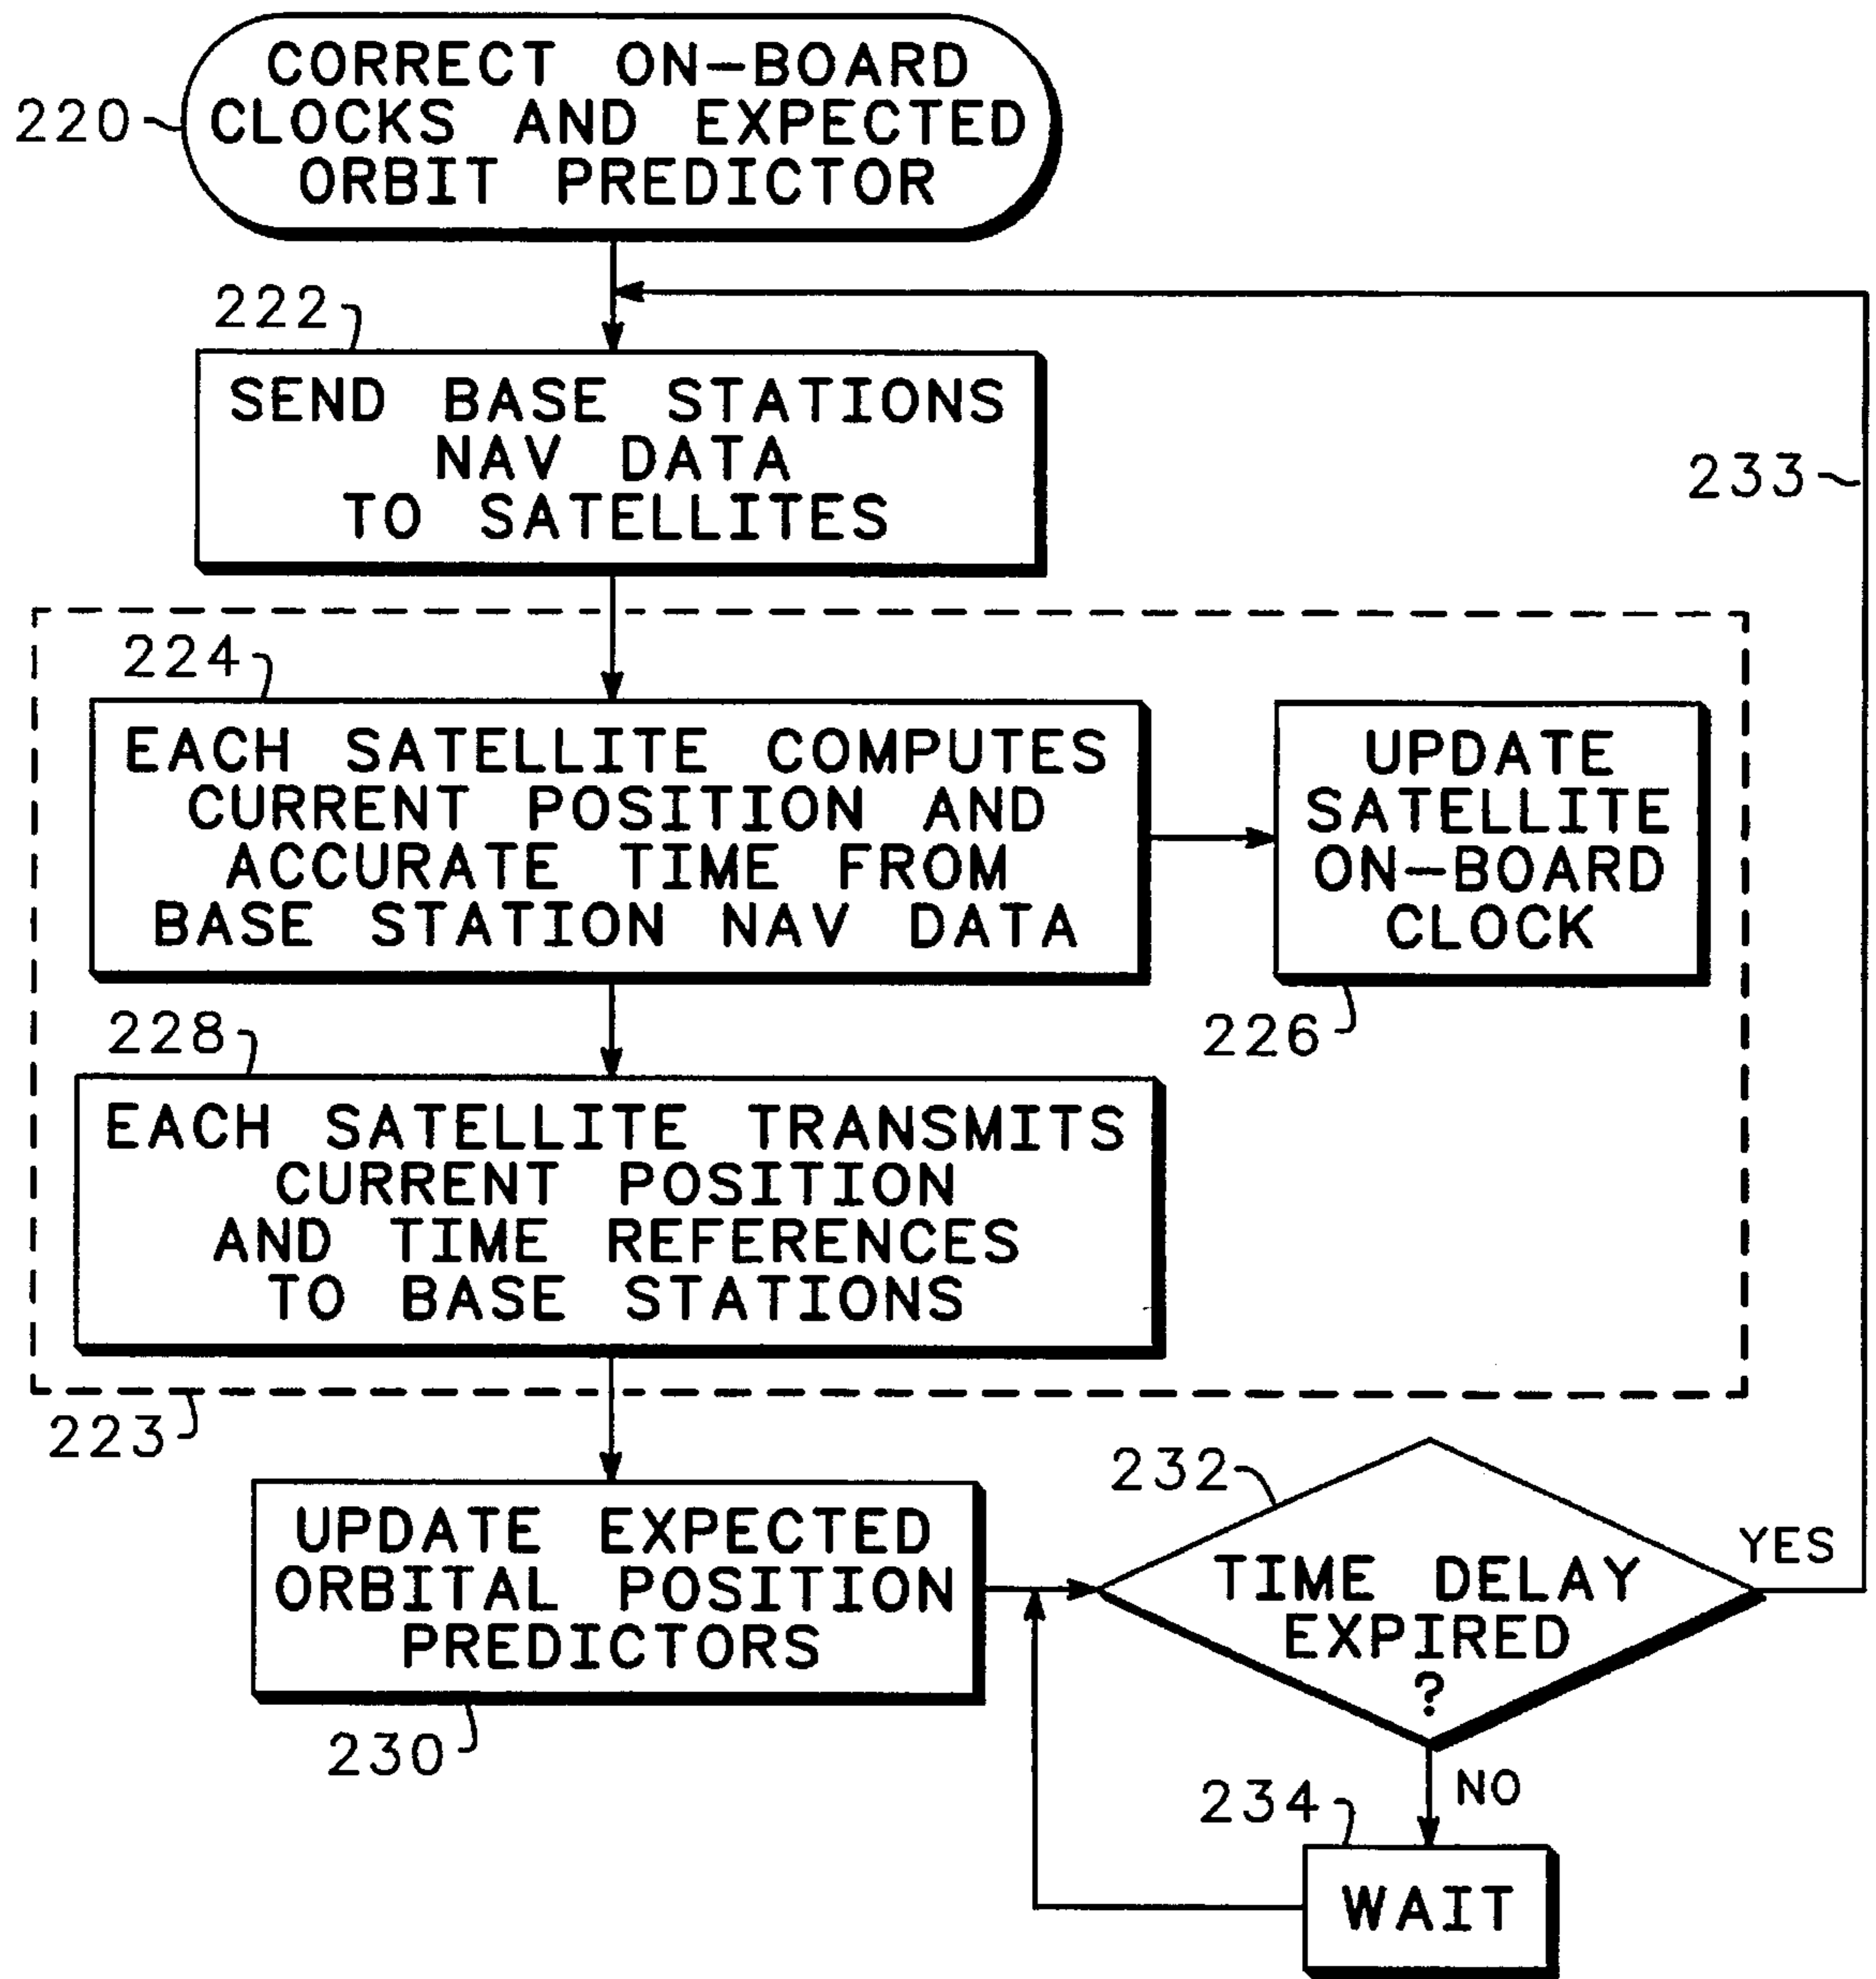 220
CORRECT ON-BOARD
CLOCKS AND EXPECTED
ORBIT PREDICTOR
222
SEND BASE STATIONS
NAV DATA
TO SATELLITES
233
224
EACH SATELLITE COMPUTES
CURRENT POSITION AND
ACCURATE TIME FROM
BASE STATION NAV DATA
UPDATE
SATELLITE
ON-BOARD
CLOCK
226
228
EACH SATELLITE TRANSMITS
CURRENT POSITION
AND TIME REFERENCES
TO BASE STATIONS
223
UPDATE EXPECTED
ORBITAL POSITION
PREDICTORS
230
232
TIME DELAY
EXPIRED
?
YES
NO
234
WAIT